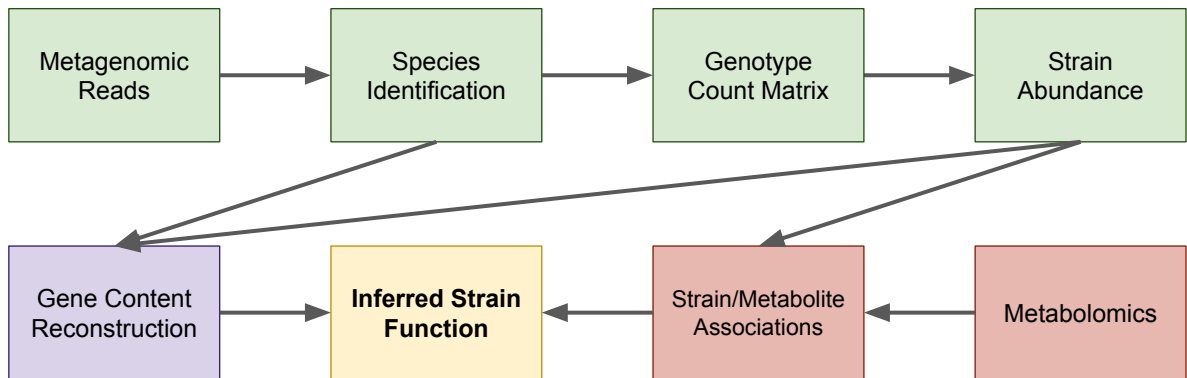 Metagenomic
Reads
Species
Identification
Genotype
Count Matrix
Strain
Abundance
Gene Content
Reconstruction
Inferred Strain
Function
Strain/Metabolite
Associations
Metabolomics